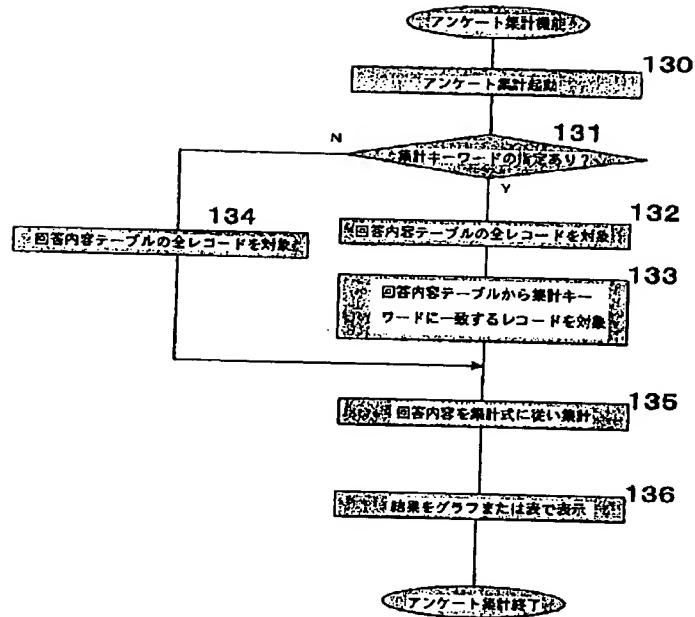 アンケート集計機能
130
アンケート集計起動
131
N
集計キーワードの指定あり?
Y
134
132
回答内容テーブルの全レコードを対象
回答内容テーブルの全レコードを対象
133
回答内容テーブルから集計キー
ワードに一致するレコードを対象
135
回答内容を集計式に従い集計
136
結果をグラフまたは表で表示
アンケート集計終了